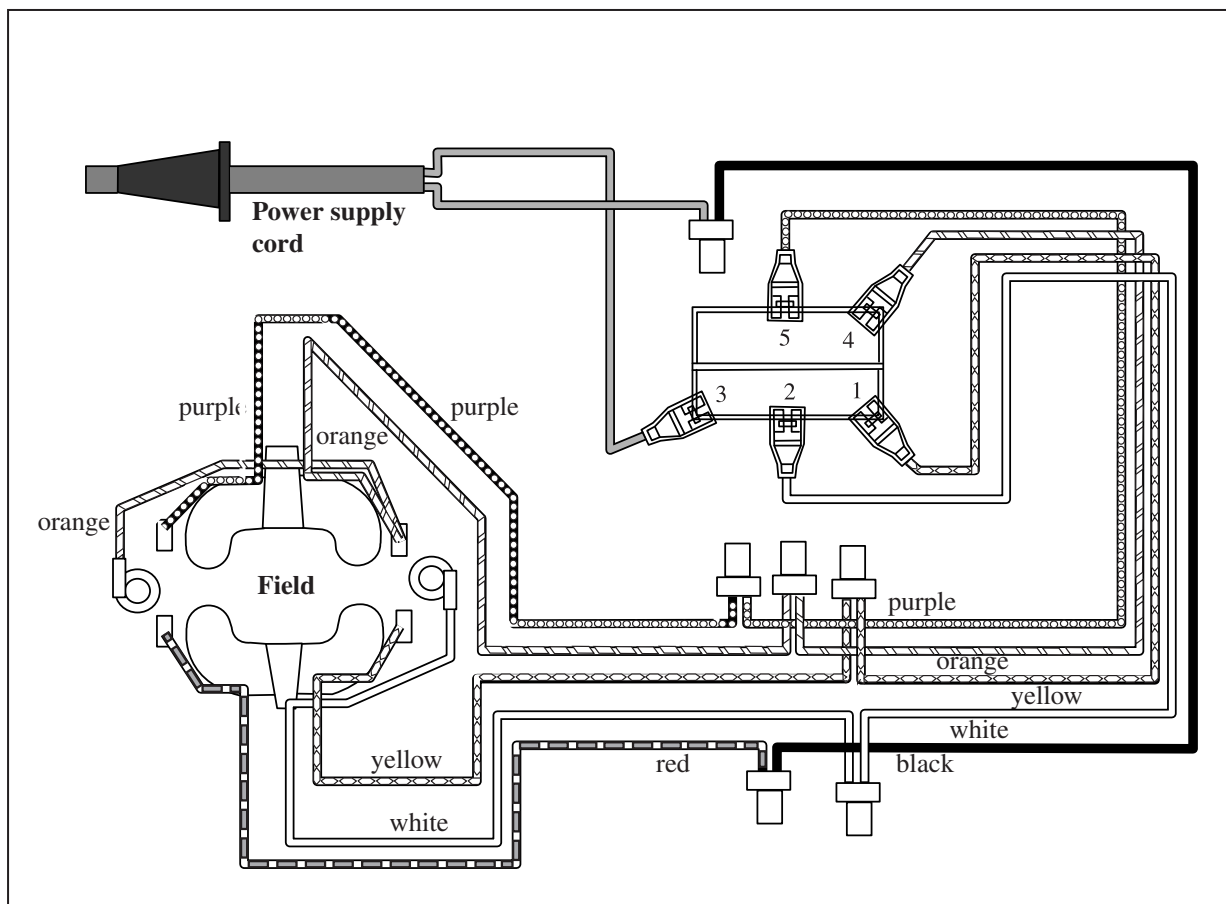 Power supply
cord
5
4
3
2
1
purple
purple
orange
orange
Field
purple
orange
yellow
white
yellow
red
black
white